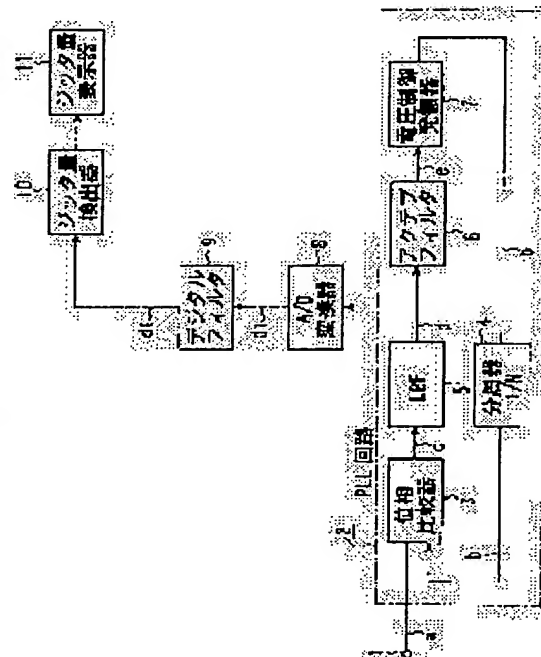 10
11
ジッタ量
検出器
ジッタ量
表示器
d1
デジタル
フィルタ
9
D1
A/D
変換器
8
PLL回路
2
1
a
位相
比較器
3
c
LPF
5
d
アクテブ
フィルタ
6
e
電圧制御
発振器
7
b
分周器
1/N
4
b